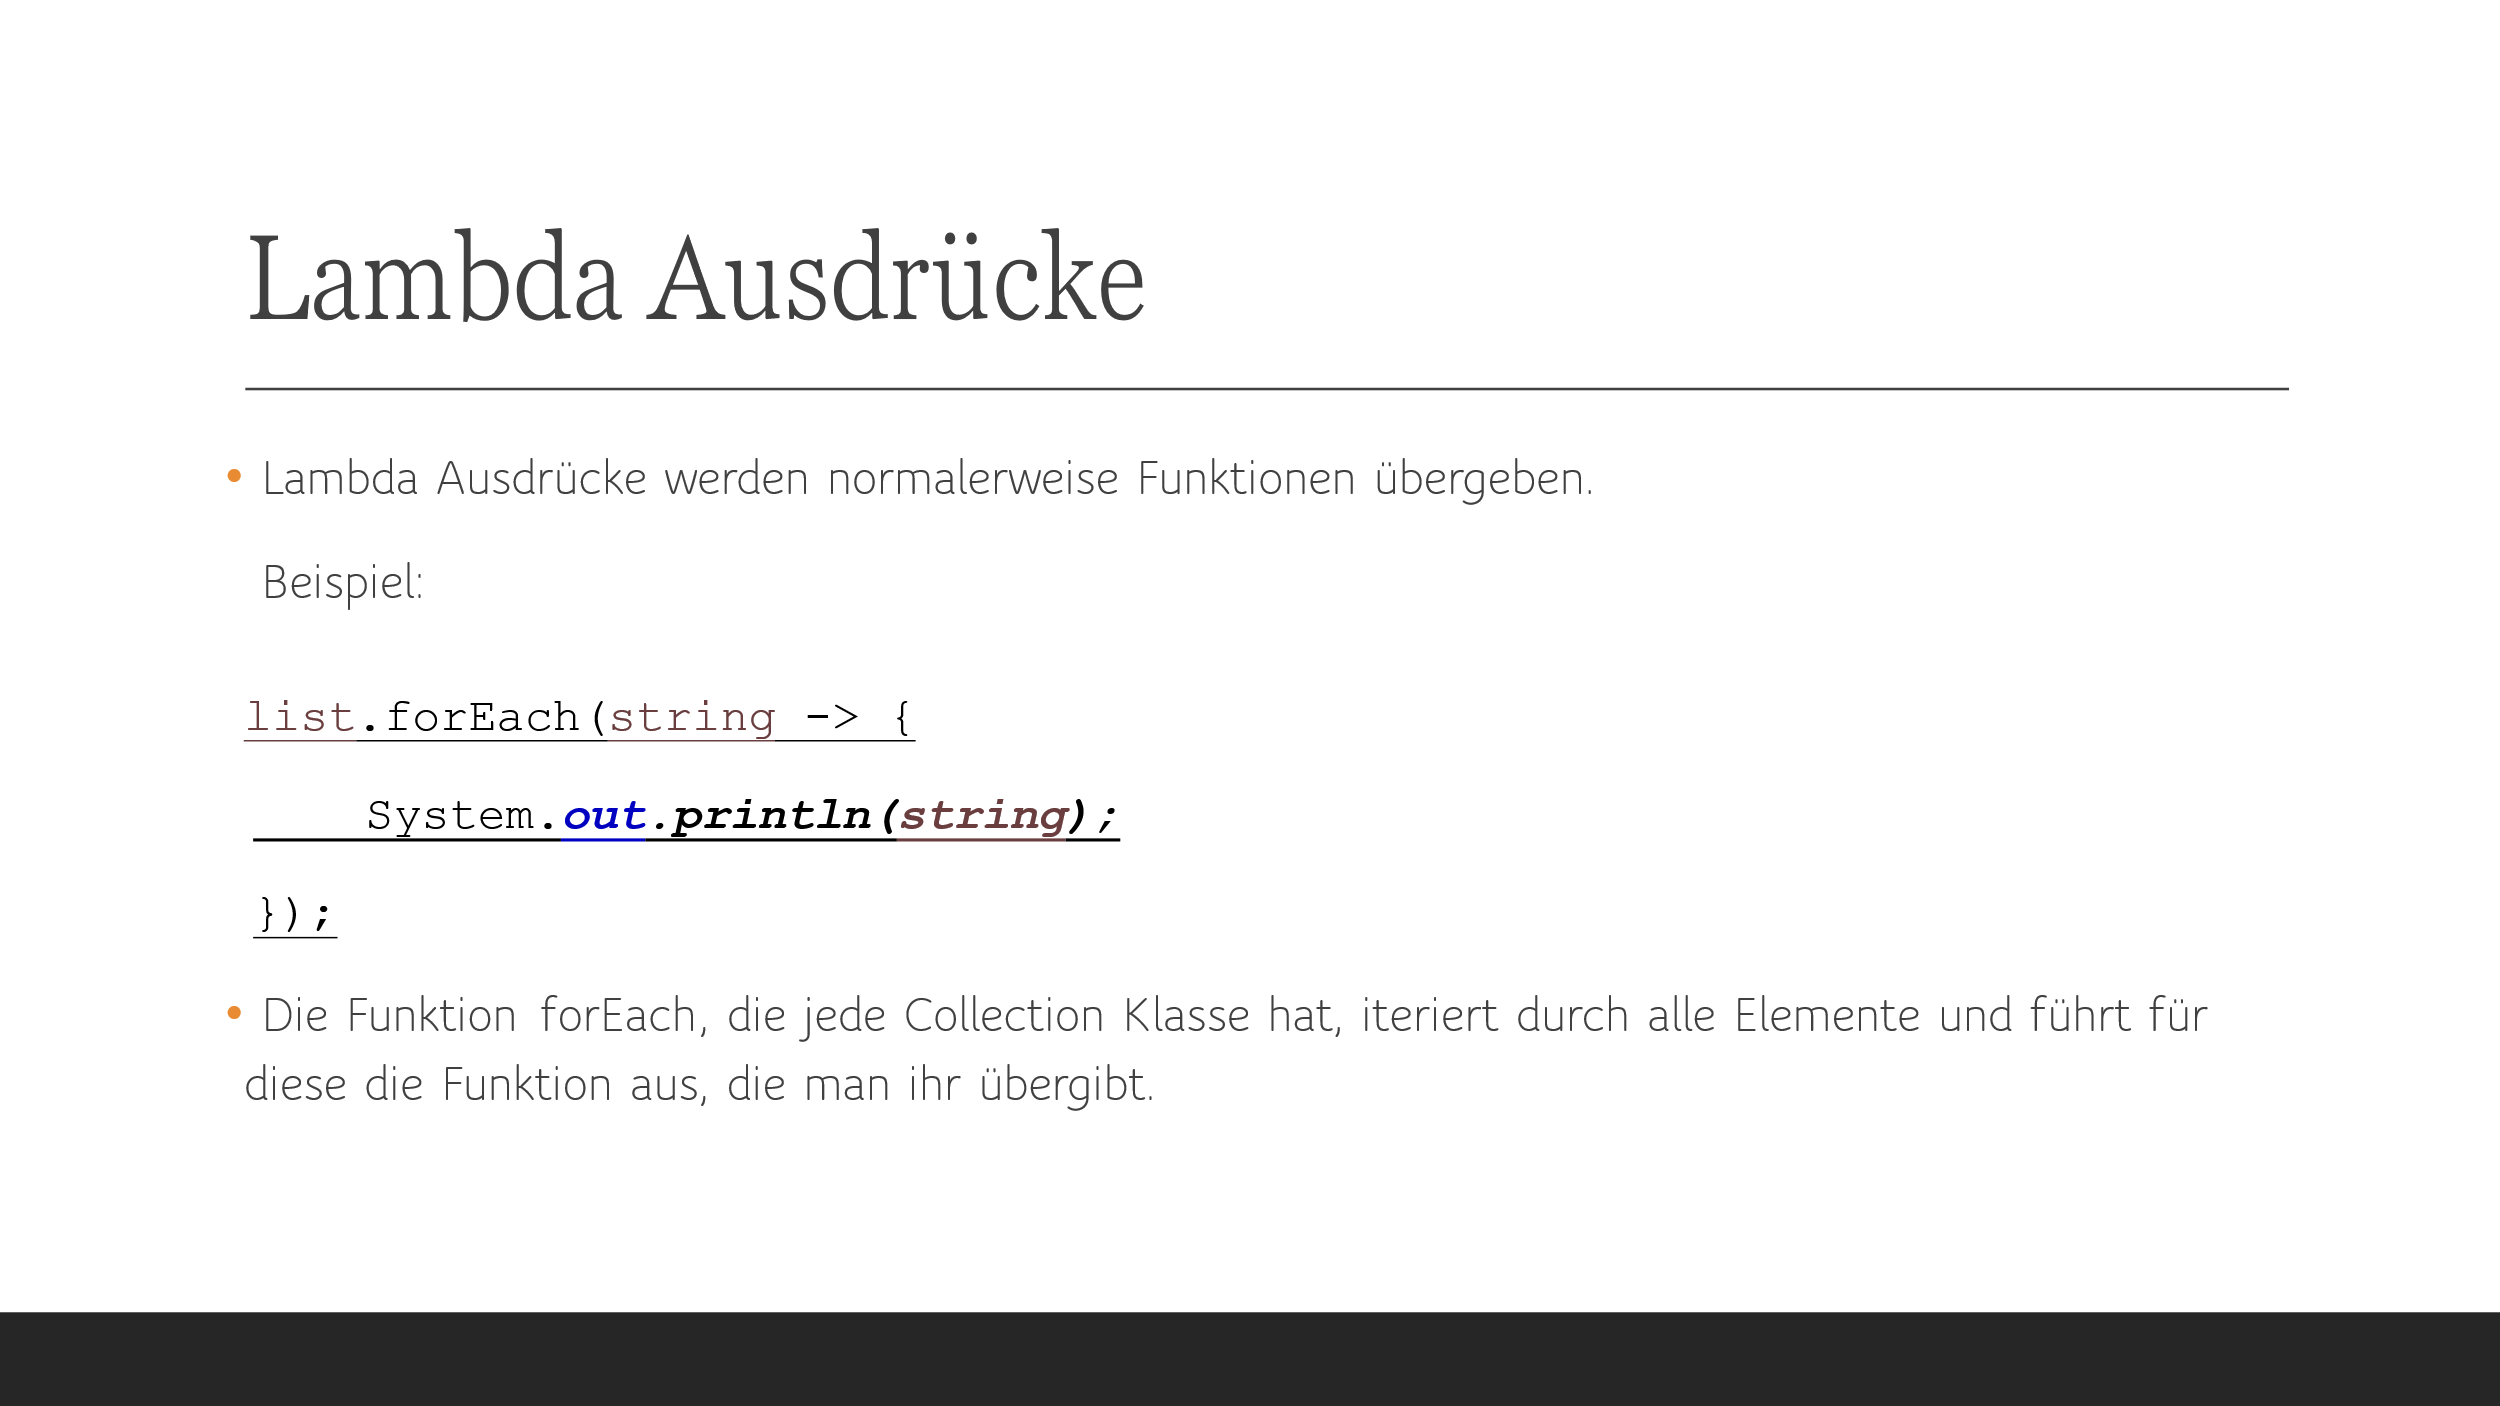 Lambda Ausdrücke
• Lambda Ausdrücke werden normalerweise Funktionen übergeben.
Beispiel:
list.forEach(string -> {
System.out.println(string);
});
• Die Funktion forEach, die jede Collection Klasse hat, iteriert durch alle Elemente und führt für
diese die Funktion aus, die man ihr übergibt.